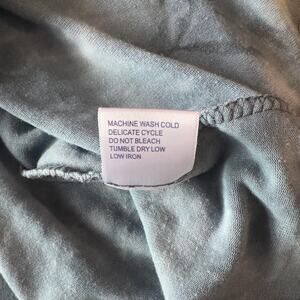 MACHINE WASH COLD
DELICATE CYCLE
DO NOT BLEACH
TUMBLE DRY LOW
LOW IRON